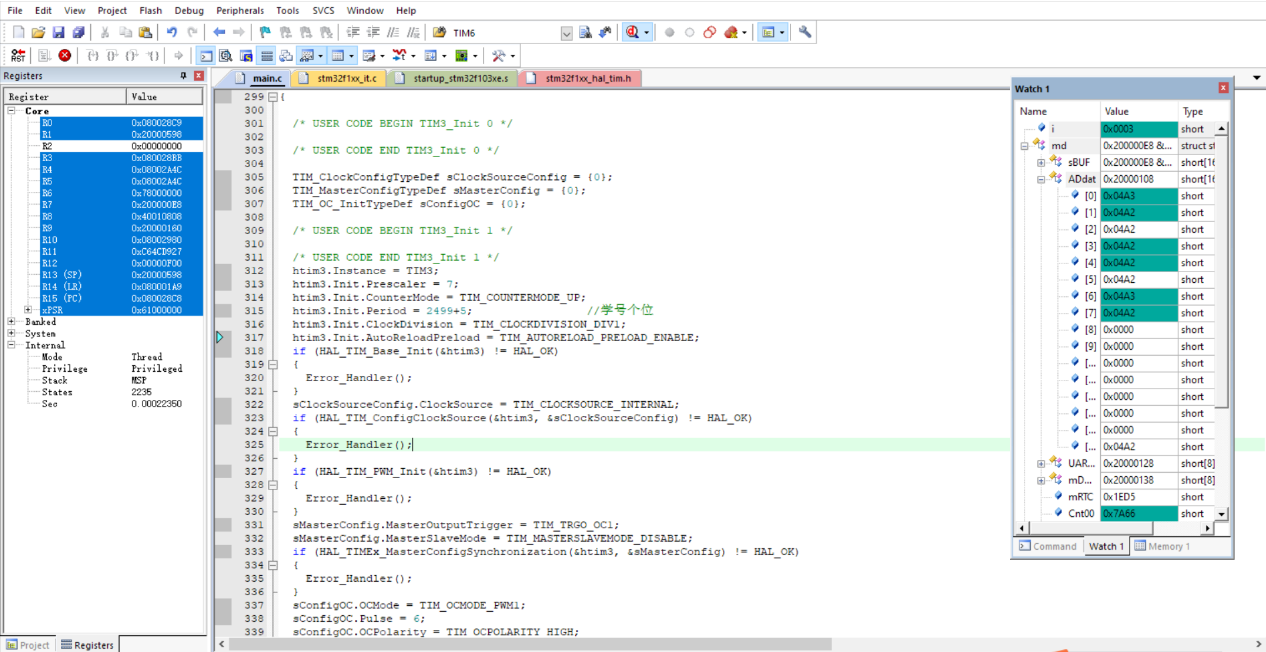 File Edit View Project Flash Debug Peripherals Tools SVCS Window Help
TIM6
Registers
Register Value
Core
R0 0x080028C9
R1 0x20000598
R2 0x00000000
R3 0x080028BB
R4 0x08002A4C
R5 0x08002A4C
R6 0x78000000
R7 0x200000E8
R8 0x40010808
R9 0x20000160
R10 0x08002980
R11 0xC64CD927
R12 0x00000F00
R13 (SP) 0x20000598
R14 (LR) 0x080001A9
R15 (PC) 0x080028C8
xPSR 0x61000000
Banked
System
Internal
Mode Thread
Privilege Privileged
Stack MSP
States 2235
Sec 0.00022350
Project Registers
main.c stm32f1xx_it.c startup_stm32f103xe.s stm32f1xx_hal_tim.h
299 {
300
301 /* USER CODE BEGIN TIM3_Init 0 */
302
303 /* USER CODE END TIM3_Init 0 */
304
305 TIM_ClockConfigTypeDef sClockSourceConfig = {0};
306 TIM_MasterConfigTypeDef sMasterConfig = {0};
307 TIM_OC_InitTypeDef sConfigOC = {0};
308
309 /* USER CODE BEGIN TIM3_Init 1 */
310
311 /* USER CODE END TIM3_Init 1 */
312 htim3.Instance = TIM3;
313 htim3.Init.Prescaler = 7;
314 htim3.Init.CounterMode = TIM_COUNTERMODE_UP;
315 htim3.Init.Period = 2499+5; //学号个位
316 htim3.Init.ClockDivision = TIM_CLOCKDIVISION_DIV1;
317 htim3.Init.AutoReloadPreload = TIM_AUTORELOAD_PRELOAD_ENABLE;
318 if (HAL_TIM_Base_Init(&htim3) != HAL_OK)
319 {
320 Error_Handler();
321 }
322 sClockSourceConfig.ClockSource = TIM_CLOCKSOURCE_INTERNAL;
323 if (HAL_TIM_ConfigClockSource(&htim3, &sClockSourceConfig) != HAL_OK)
324 {
325 Error_Handler();
326 }
327 if (HAL_TIM_PWM_Init(&htim3) != HAL_OK)
328 {
329 Error_Handler();
330 }
331 sMasterConfig.MasterOutputTrigger = TIM_TRGO_OC1;
332 sMasterConfig.MasterSlaveMode = TIM_MASTERSLAVEMODE_DISABLE;
333 if (HAL_TIMEx_MasterConfigSynchronization(&htim3, &sMasterConfig) != HAL_OK)
334 {
335 Error_Handler();
336 }
337 sConfigOC.OCMode = TIM_OCMODE_PWM1;
338 sConfigOC.Pulse = 6;
339 sConfigOC.OCPolarity = TIM_OCPOLARITY_HIGH;
Watch 1
Name Value Type
i 0x0003 short
md 0x200000E8 &... struct st
sBUF 0x200000E8 &... short[16
ADdat 0x20000108 short[16
[0] 0x04A3 short
[1] 0x04A2 short
[2] 0x04A2 short
[3] 0x04A2 short
[4] 0x04A2 short
[5] 0x04A2 short
[6] 0x04A3 short
[7] 0x04A2 short
[8] 0x0000 short
[9] 0x0000 short
[... 0x0000 short
[... 0x0000 short
[... 0x0000 short
[... 0x0000 short
[... 0x0000 short
[... 0x04A2 short
UAR... 0x20000128 short[8]
mD... 0x20000138 short[8]
mRTC 0x1ED5 short
Cnt00 0x7A66 short
Command Watch 1 Memory 1